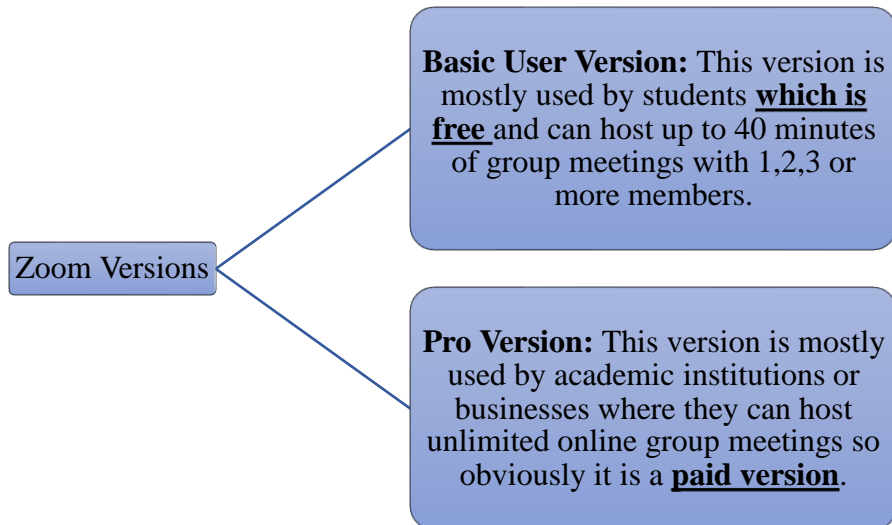 Zoom Versions
Basic User Version: This version is
mostly used by students which is
free and can host up to 40 minutes
of group meetings with 1,2,3 or
more members.
Pro Version: This version is mostly
used by academic institutions or
businesses where they can host
unlimited online group meetings so
obviously it is a paid version.